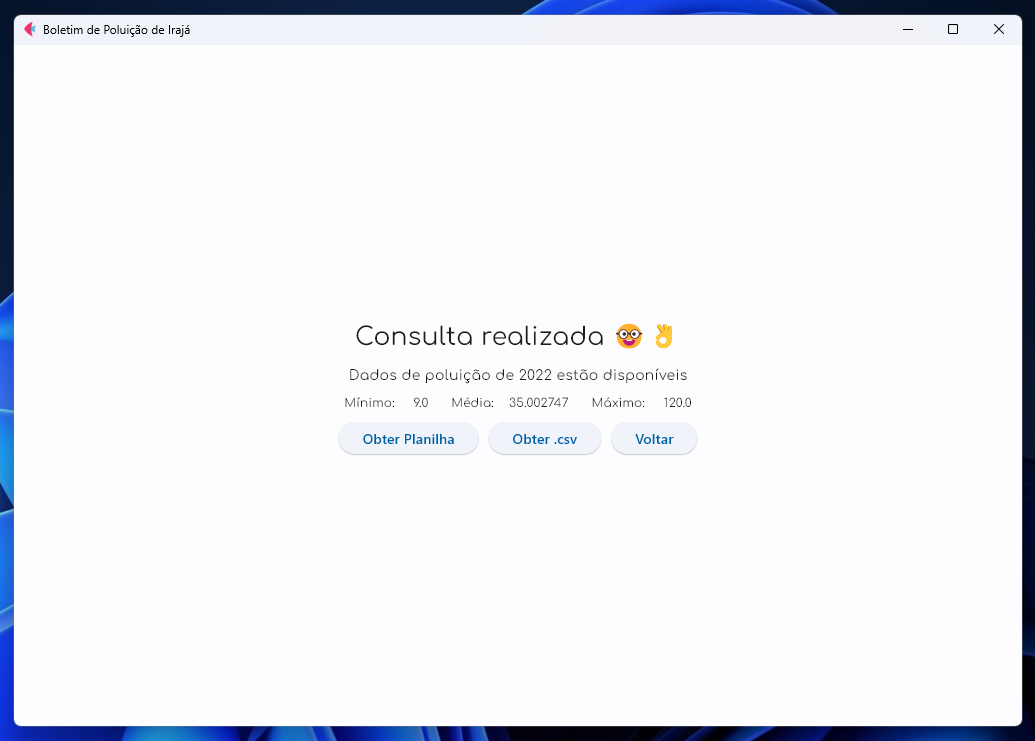 Boletim de Poluição de Irajá
Consulta realizada 🤓 👌
Dados de poluição de 2022 estão disponíveis
Mínimo: 9.0 Média: 35.002747 Máximo: 120.0
Obter Planilha Obter .csv Voltar